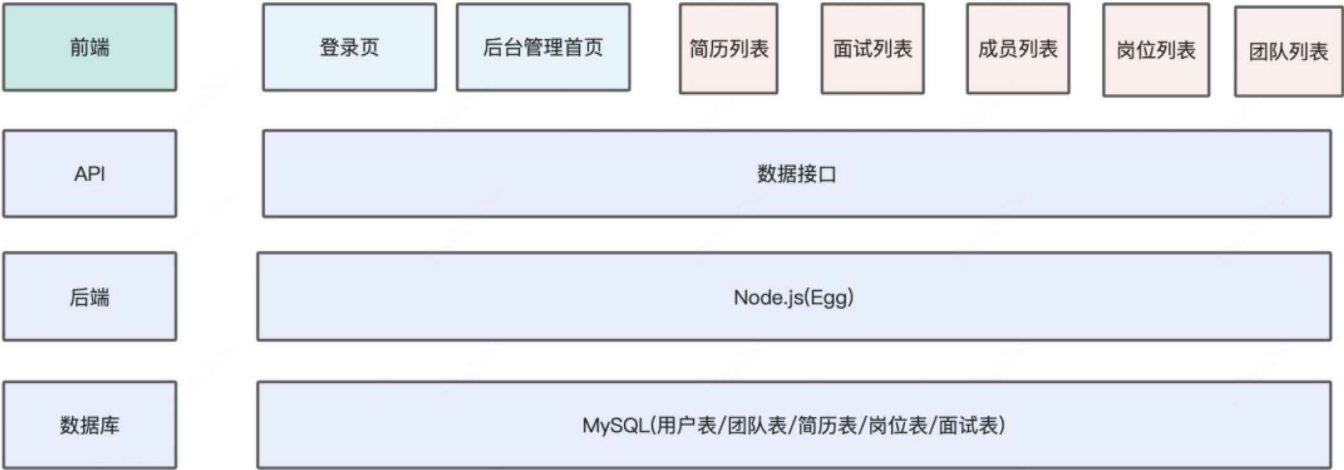 前端
登录页
后台管理首页
简历列表
面试列表
成员列表
岗位列表
团队列表
API
数据接口
后端
Node.js(Egg)
数据库
MySQL(用户表/团队表/简历表/岗位表/面试表)